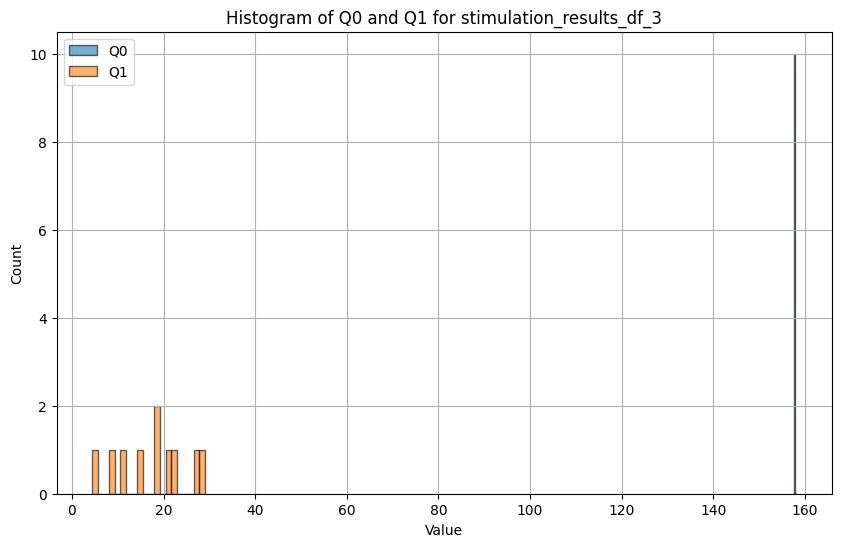 Histogram of Q0 and Q1 for stimulation_results_df_3
Q0
Q1
10
8
6
4
2
0
Count
0 20 40 60 80 100 120 140 160
Value